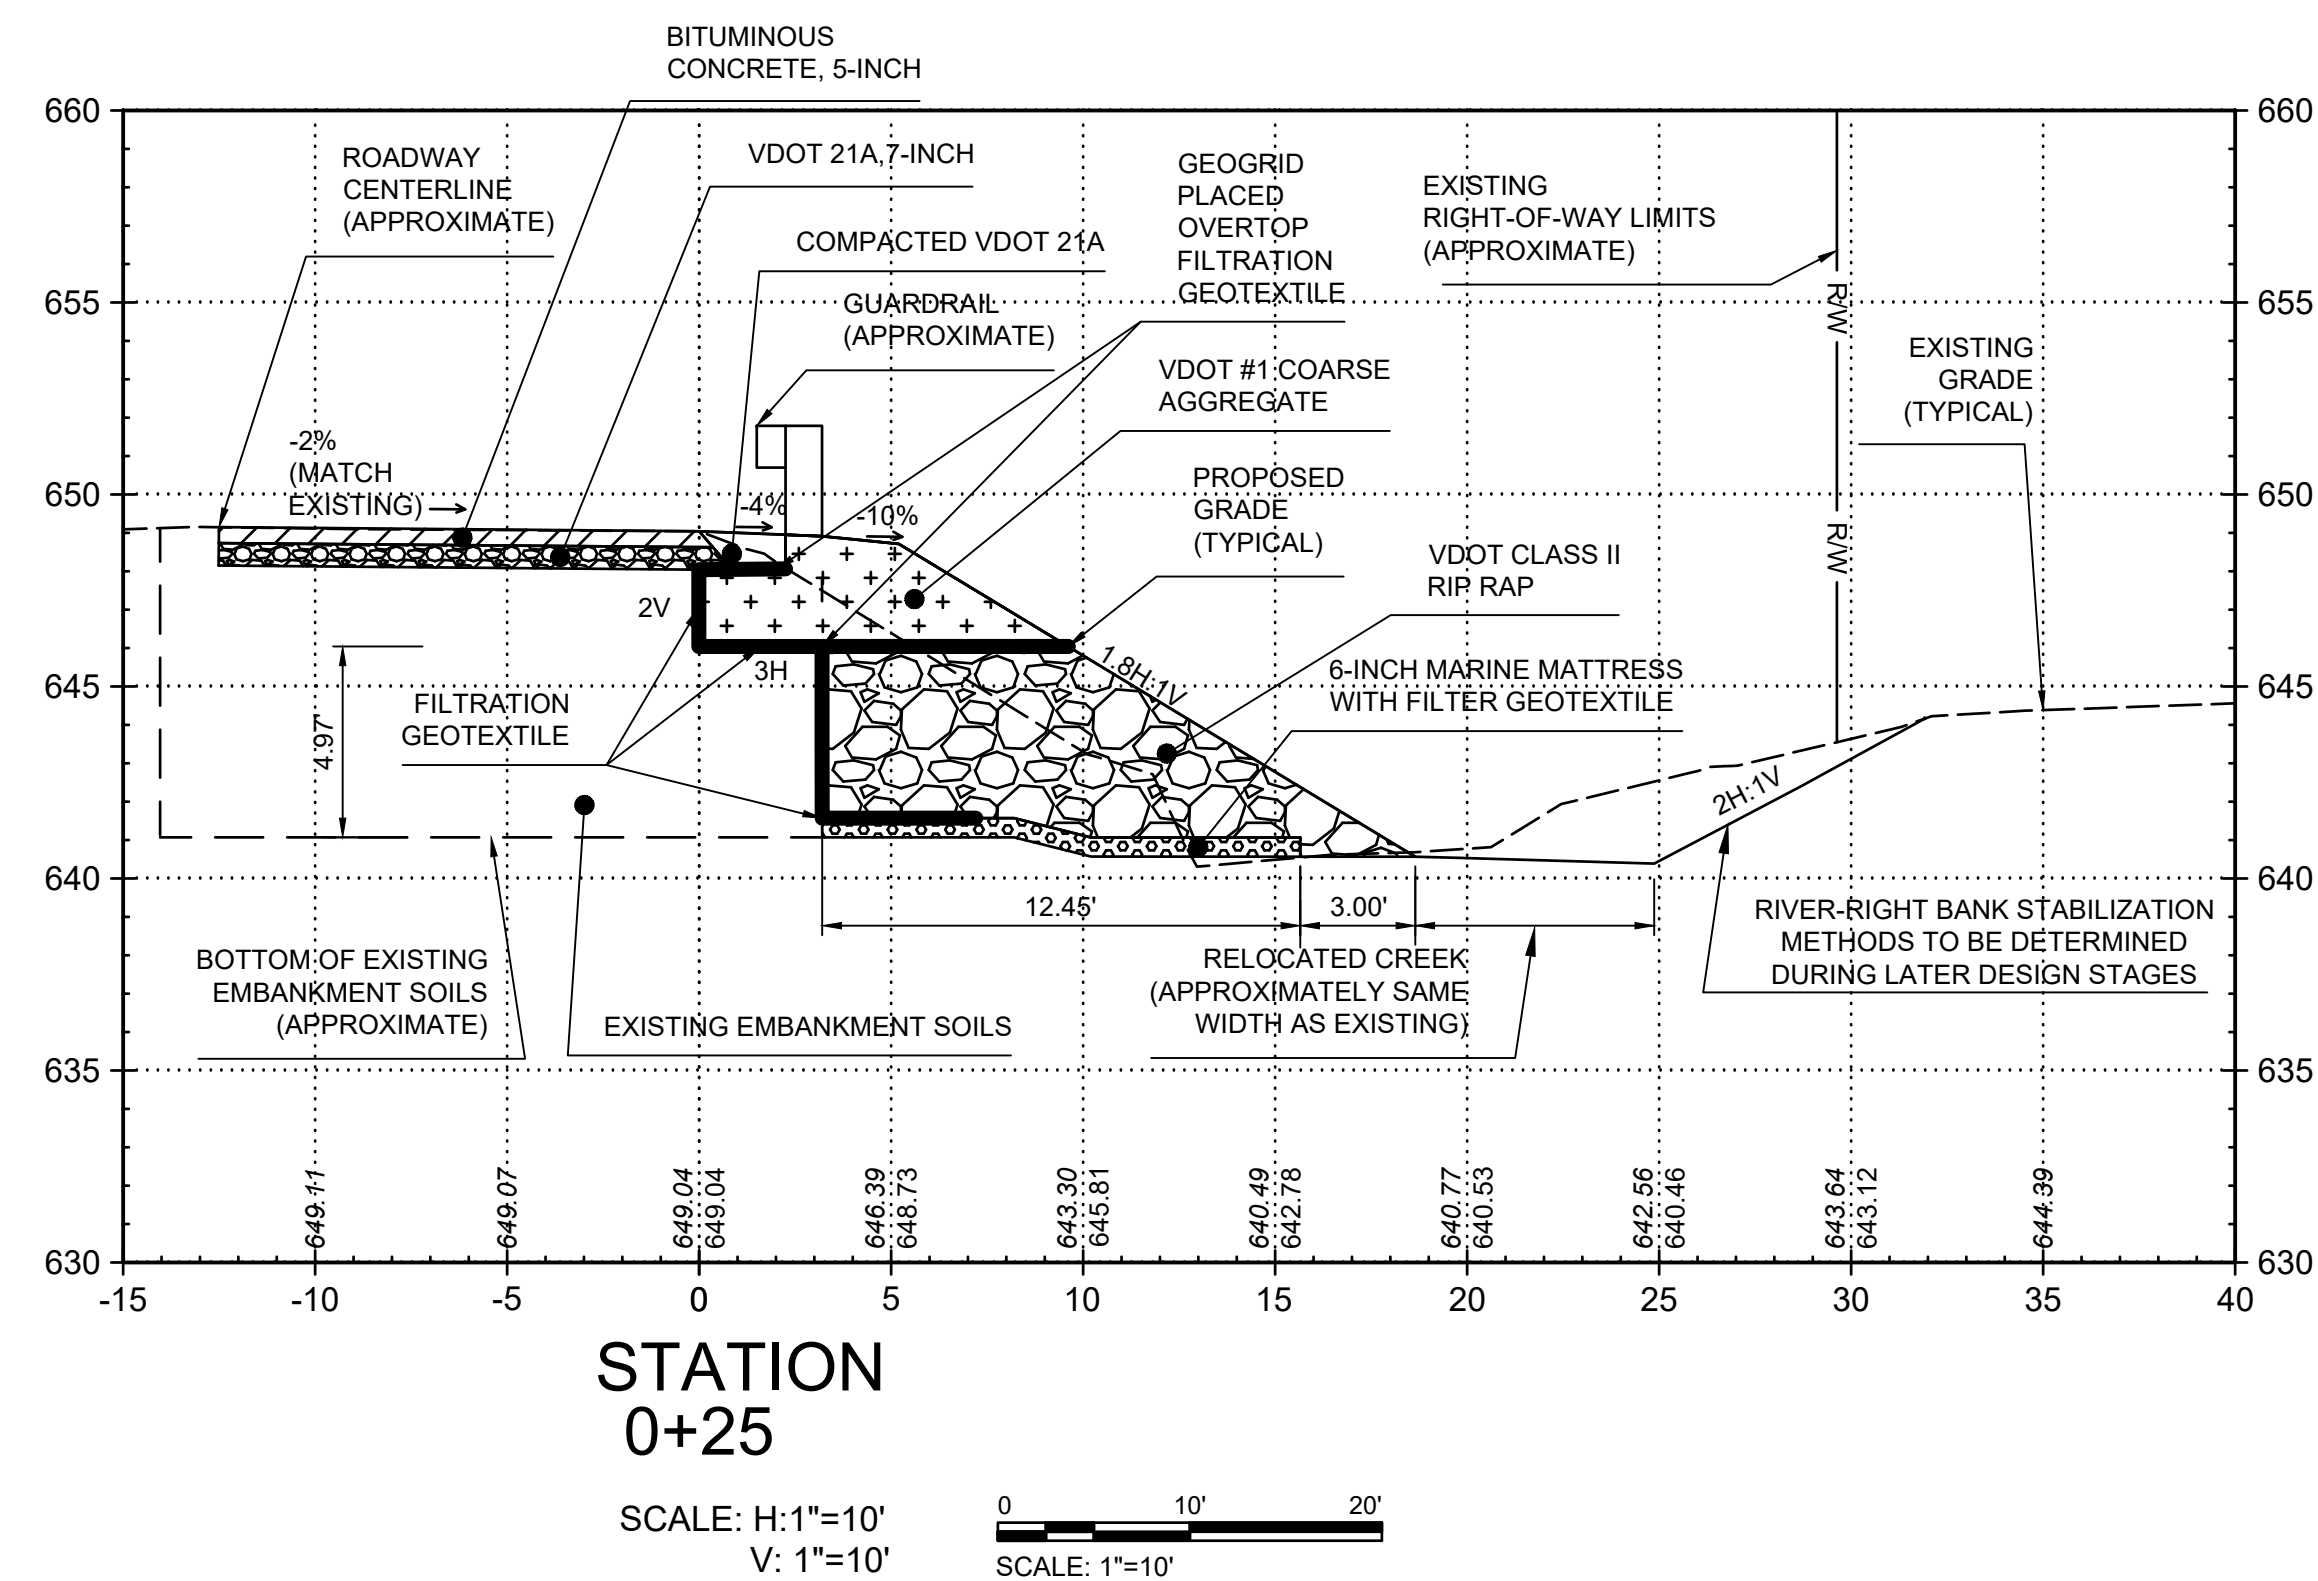 BITUMINOUS
CONCRETE, 5-INCH
660
660
ROADWAY
CENTERLINE
(APPROXIMATE)
VDOT 21A,7-INCH
COMPACTED VDOT 21A
GUARDRAIL
(APPROXIMATE)
GEOGRID
PLACED
OVERTOP
FILTRATION
GEOTEXTILE
EXISTING
RIGHT-OF-WAY LIMITS
(APPROXIMATE)
655
655
R/W
EXISTING
GRADE
(TYPICAL)
VDOT #1 COARSE
AGGREGATE
-2%
(MATCH
EXISTING)
650
650
-4%
-10%
PROPOSED
GRADE
(TYPICAL)
R/W
VDOT CLASS II
RIP RAP
2V
3H
1.8H:1V
6-INCH MARINE MATTRESS
WITH FILTER GEOTEXTILE
645
645
FILTRATION
GEOTEXTILE
4.97'
2H:1V
640
640
12.45'
3.00'
RIVER-RIGHT BANK STABILIZATION
METHODS TO BE DETERMINED
DURING LATER DESIGN STAGES
BOTTOM OF EXISTING
EMBANKMENT SOILS
(APPROXIMATE)
RELOCATED CREEK
(APPROXIMATELY SAME
WIDTH AS EXISTING)
EXISTING EMBANKMENT SOILS
635
635
649.11
649.07
649.04
649.04
646.39
648.73
643.30
645.81
640.49
642.78
640.77
640.53
642.56
640.46
643.64
643.12
644.39
630
630
-15 -10 -5 0 5 10 15 20 25 30 35 40
STATION
0+25
SCALE: H:1"=10'
V: 1"=10'
0 10' 20'
SCALE: 1"=10'